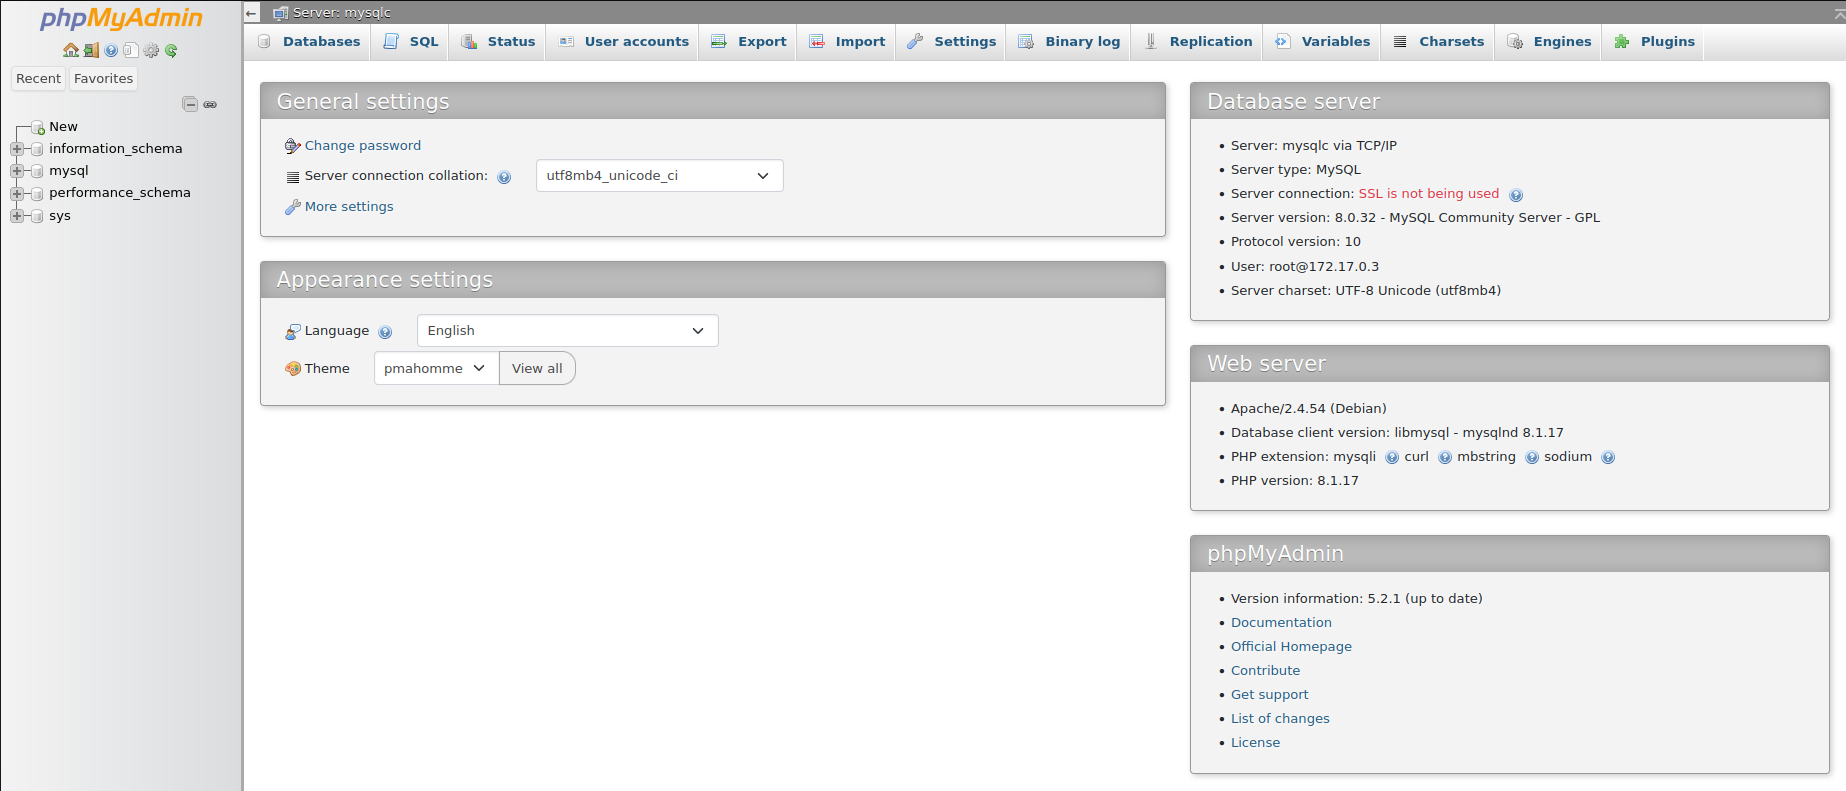 phpMyAdmin
Recent Favorites
New
information_schema
mysql
performance_schema
sys
Server: mysqlc
Databases SQL Status User accounts Export Import Settings Binary log Replication Variables Charsets Engines Plugins
General settings
Change password
Server connection collation: utf8mb4_unicode_ci
More settings
Appearance settings
Language English
Theme pmahomme View all
Database server
Server: mysqlc via TCP/IP
Server type: MySQL
Server connection: SSL is not being used
Server version: 8.0.32 - MySQL Community Server - GPL
Protocol version: 10
User: root@172.17.0.3
Server charset: UTF-8 Unicode (utf8mb4)
Web server
Apache/2.4.54 (Debian)
Database client version: libmysql - mysqlnd 8.1.17
PHP extension: mysqli curl mbstring sodium
PHP version: 8.1.17
phpMyAdmin
Version information: 5.2.1 (up to date)
Documentation
Official Homepage
Contribute
Get support
List of changes
License